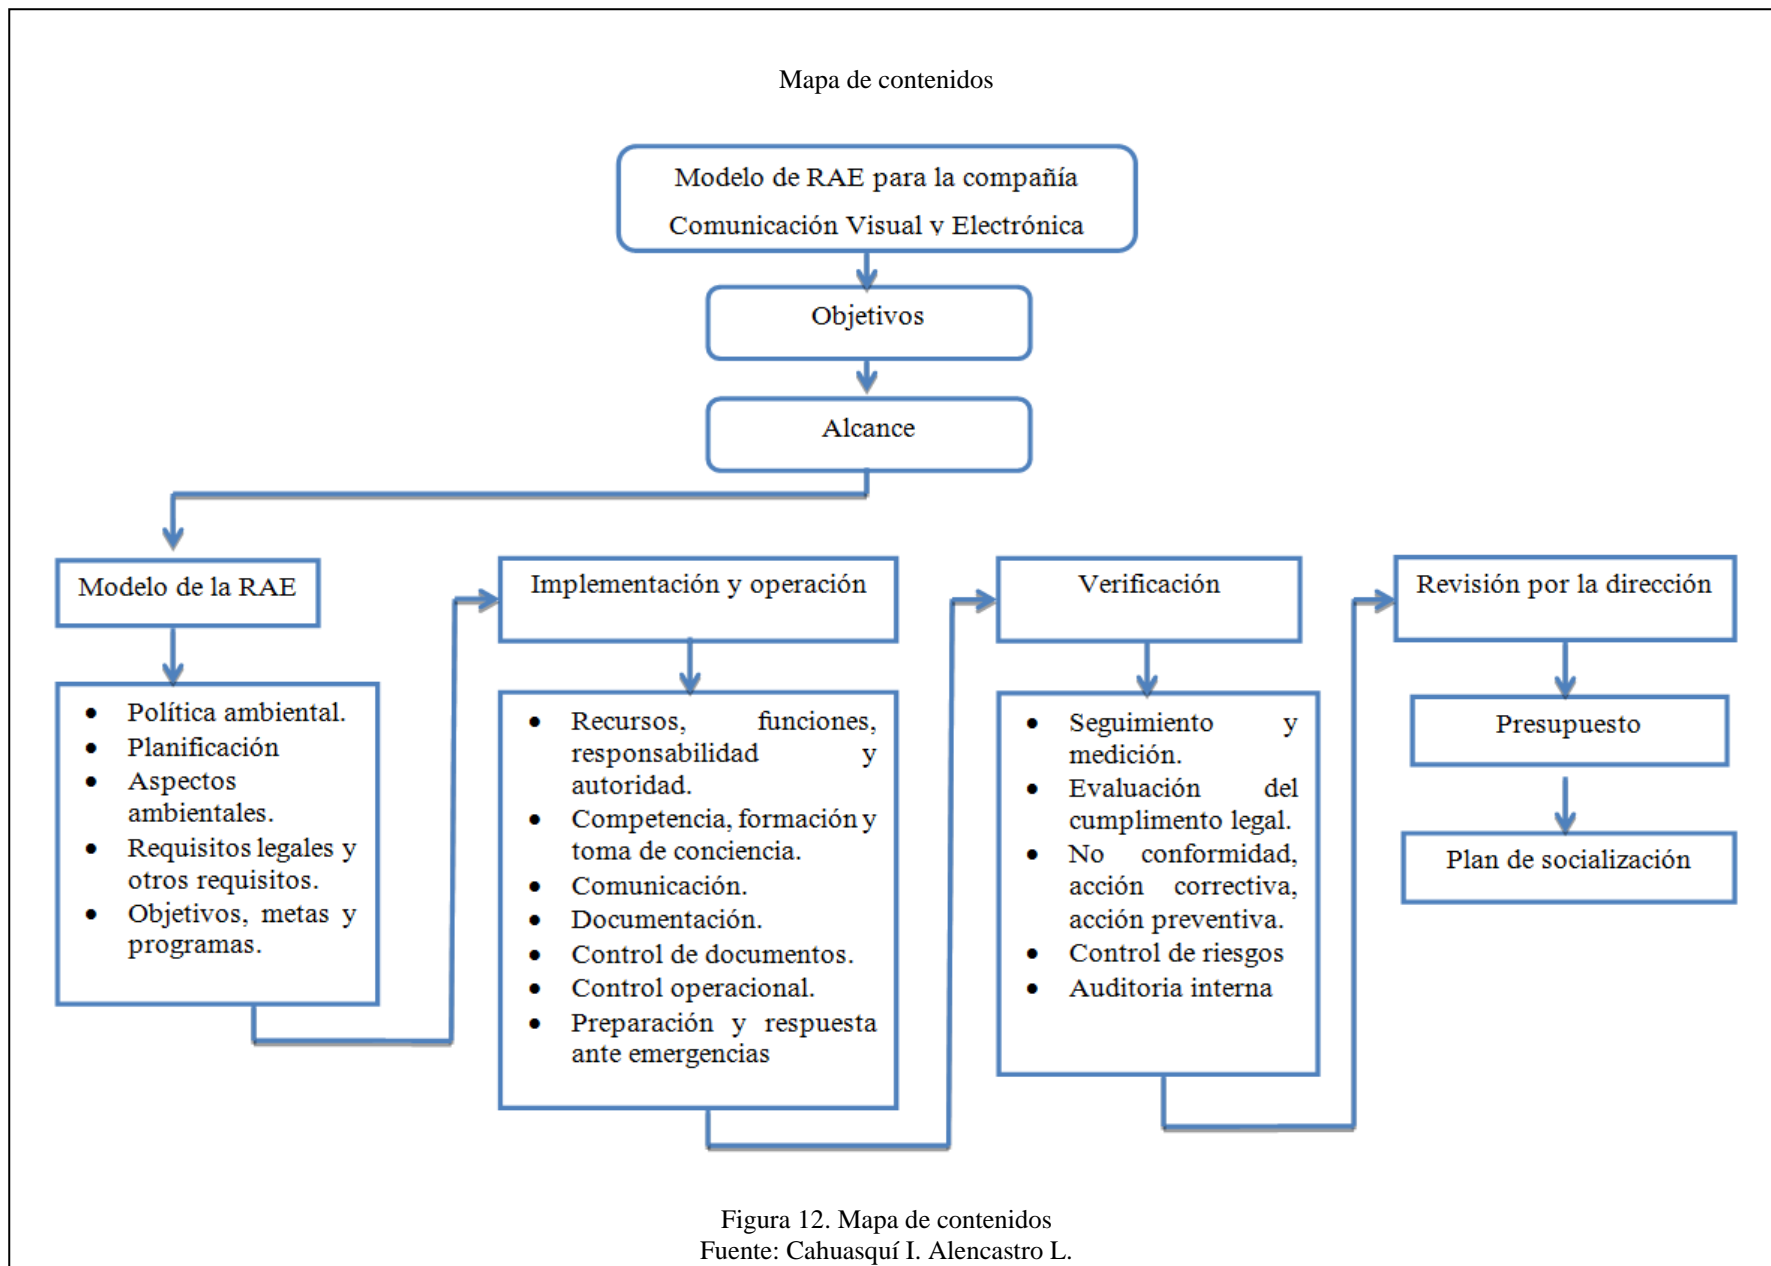 Mapa de contenidos
Modelo de RAE para la compañía
Comunicación Visual y Electrónica
Objetivos
Alcance
Modelo de la RAE
• Política ambiental.
• Planificación
• Aspectos
ambientales.
• Requisitos legales y
otros requisitos.
• Objetivos, metas y
programas.
Implementación y operación
• Recursos, funciones,
responsabilidad y
autoridad.
• Competencia, formación y
toma de conciencia.
• Comunicación.
• Documentación.
• Control de documentos.
• Control operacional.
• Preparación y respuesta
ante emergencias
Verificación
• Seguimiento y
medición.
• Evaluación del
cumplimento legal.
• No conformidad,
acción correctiva,
acción preventiva.
• Control de riesgos
• Auditoria interna
Revisión por la dirección
Presupuesto
Plan de socialización
Figura 12. Mapa de contenidos
Fuente: Cahuasquí I. Alencastro L.